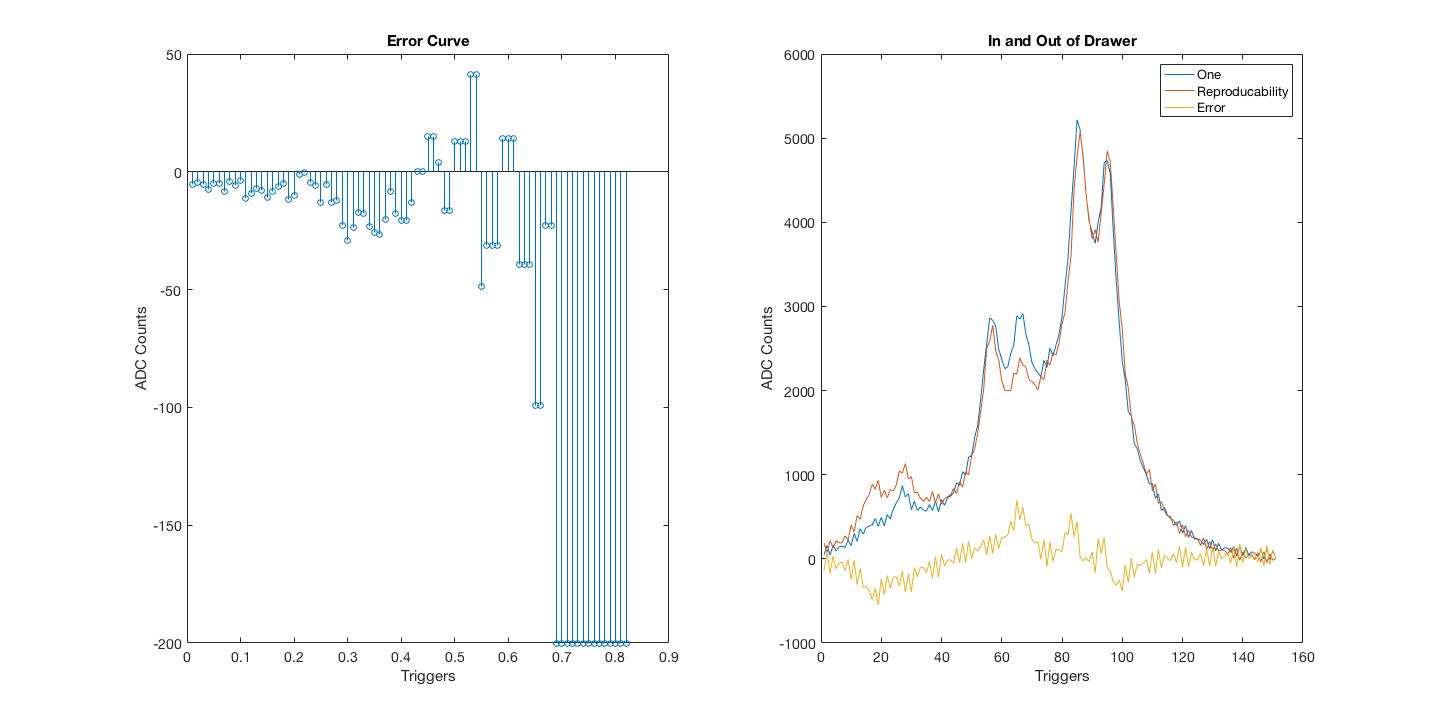 Error Curve
50
0
-50
-100
-150
-200
ADC Counts
0 0.1 0.2 0.3 0.4 0.5 0.6 0.7 0.8 0.9
Triggers
In and Out of Drawer
One
Reproducability
Error
6000
5000
4000
3000
2000
1000
0
-1000
ADC Counts
0 20 40 60 80 100 120 140 160
Triggers